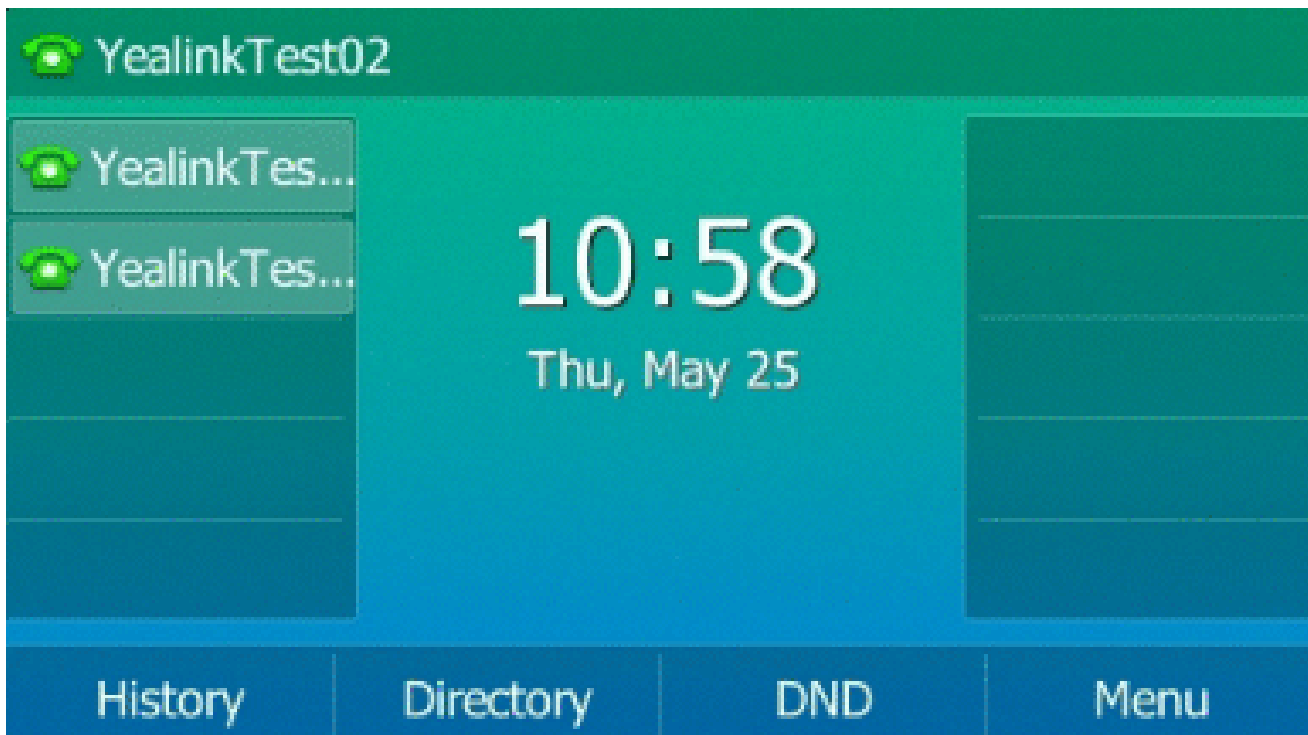 YealinkTest02
YealinkTes...
YealinkTes...
10:58
Thu, May 25
History Directory DND Menu